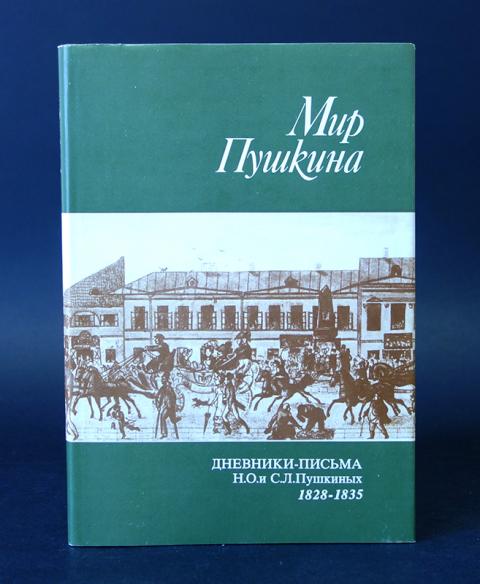 Мир
Пушкина
ДНЕВНИКИ-ПИСЬМА
Н.О.и С.Л.Пушкиных
1828-1835